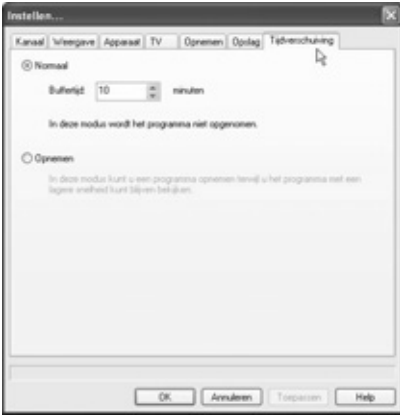 Instellen...
Kanaal Weergave Apparaat TV Opnemen Opslag Tijdverschuiving
Normaal
Buffertijd: 10 minuten
In deze modus wordt het programma niet opgenomen.
Opnemen
In deze modus kunt u een programma opnemen terwijl u het programma met een
lagere snelheid kunt blijven bekijken.
OK Annuleren Toepassen Help